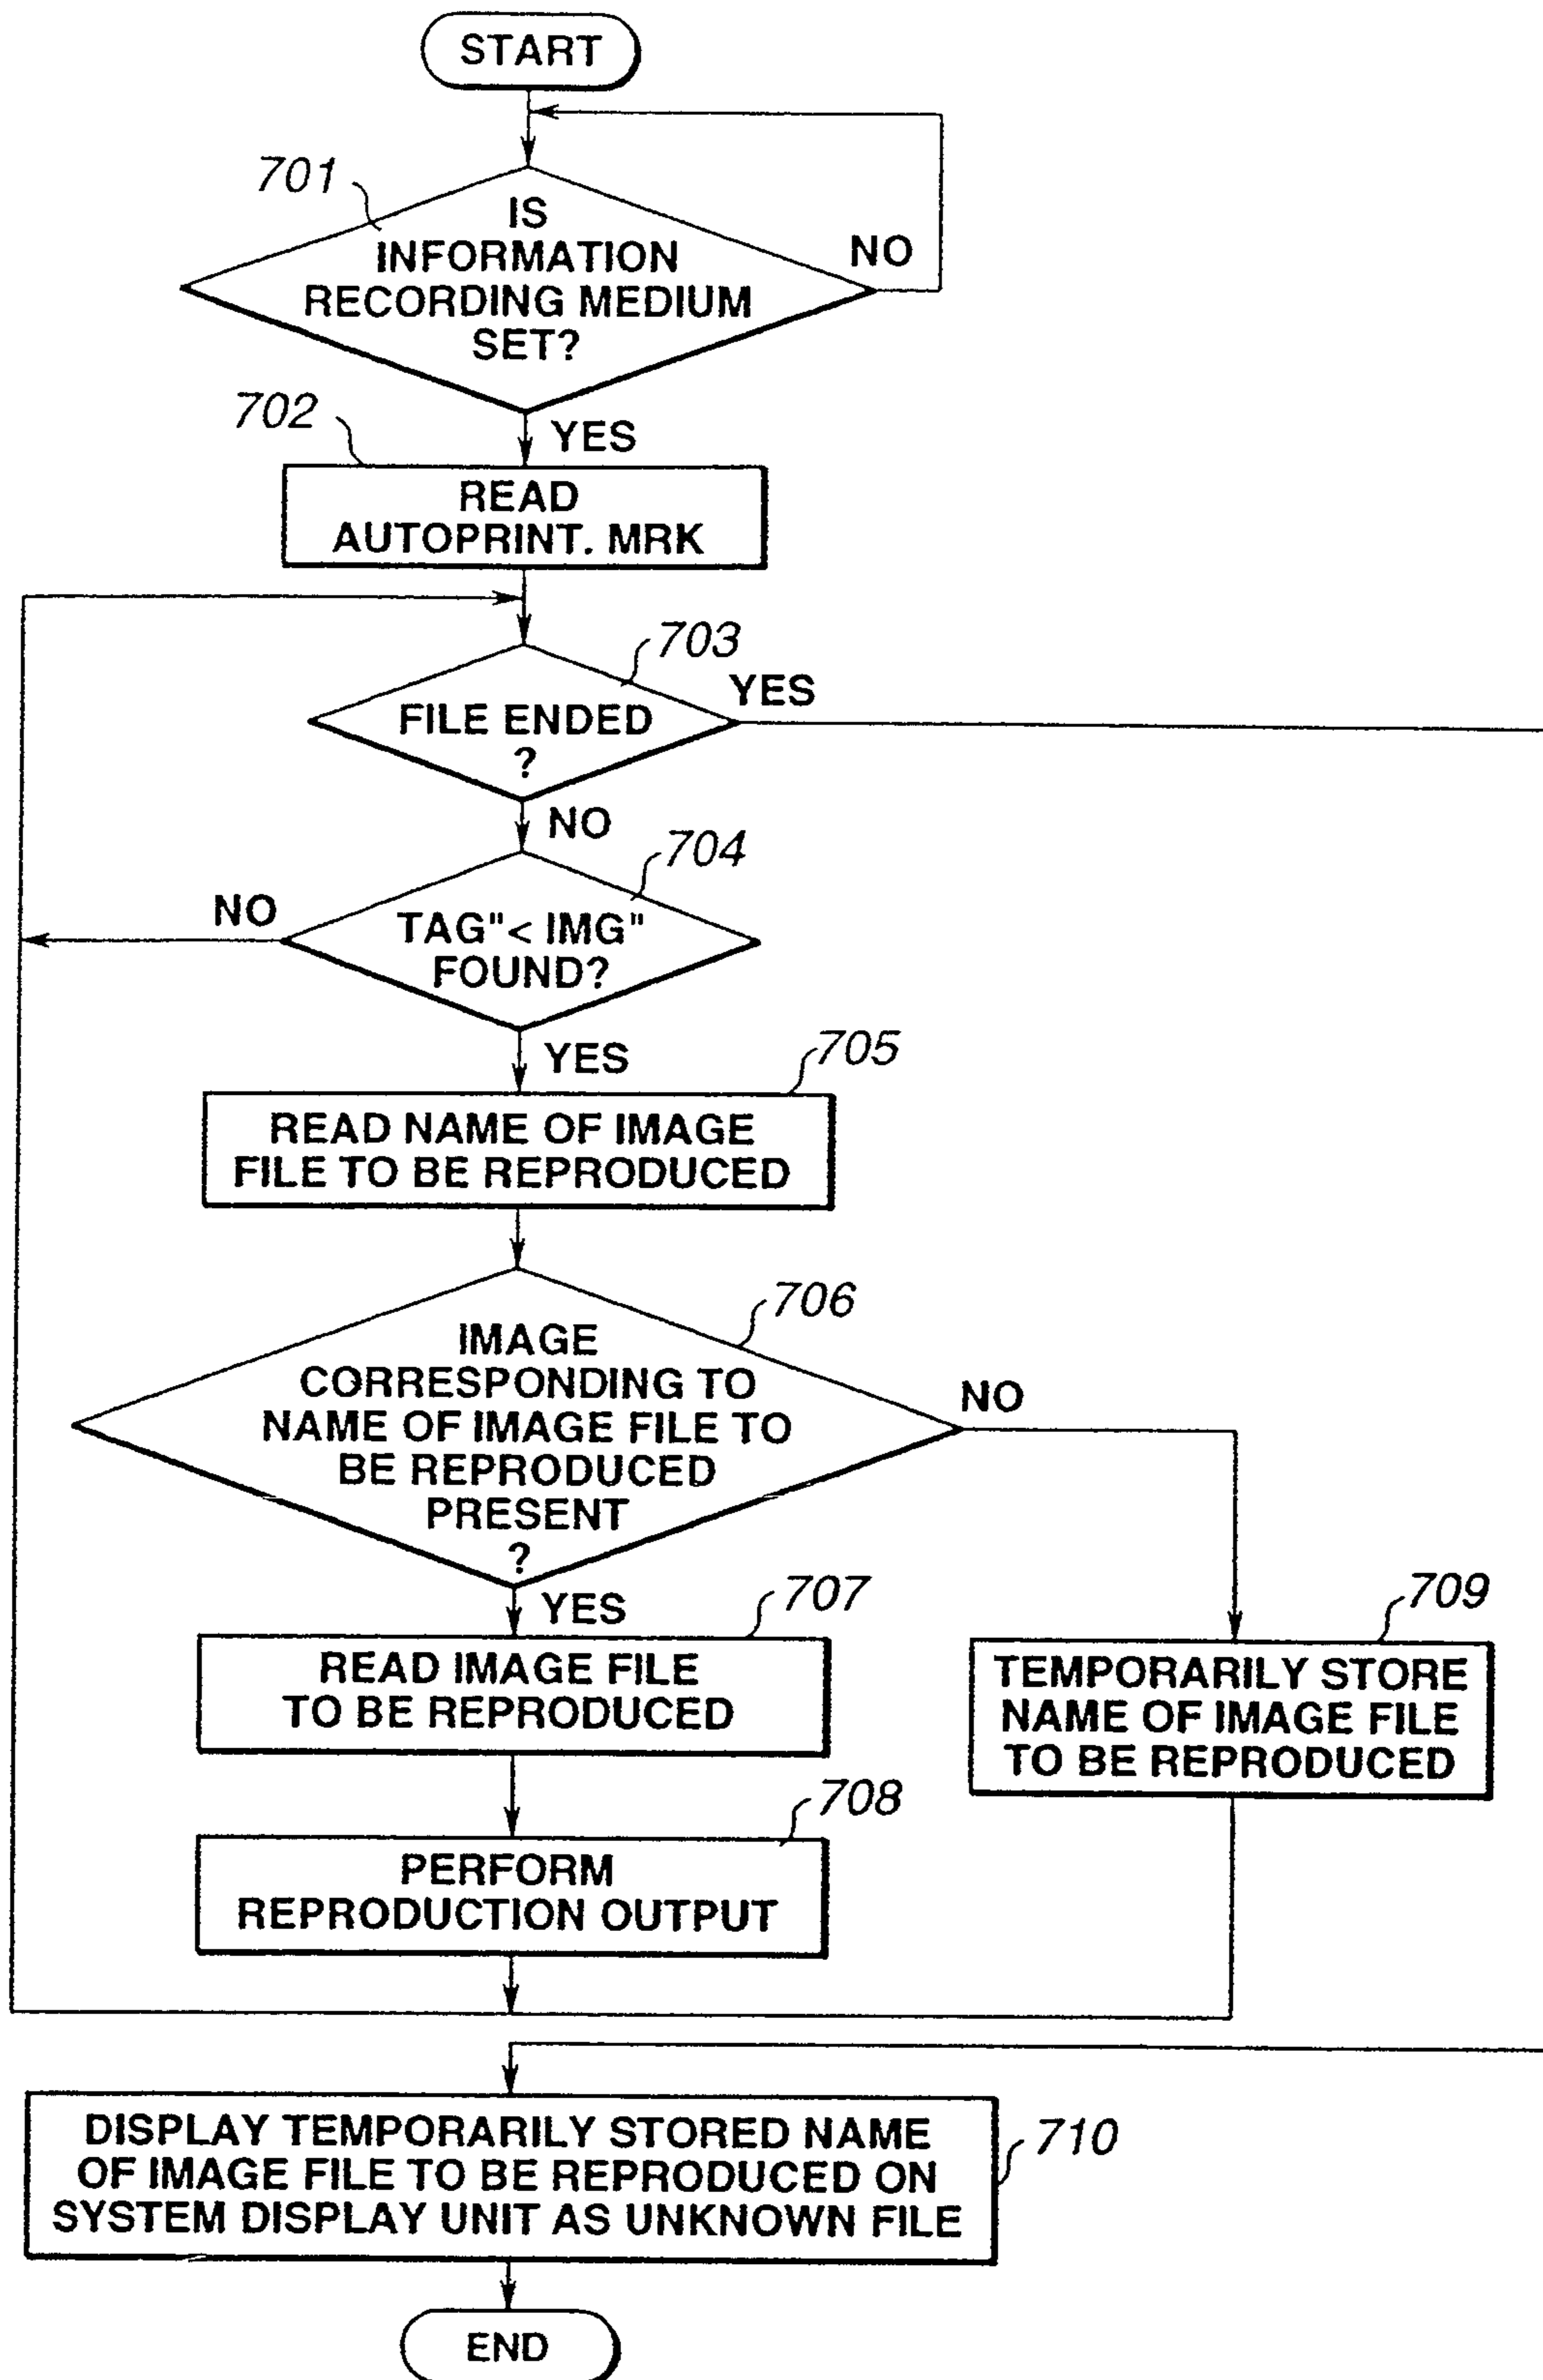 START
701
IS
INFORMATION
RECORDING MEDIUM
SET?
NO
702
YES
READ
AUTOPRINT. MRK
703
YES
FILE ENDED
?
NO
704
NO
TAG"< IMG"
FOUND?
YES
705
READ NAME OF IMAGE
FILE TO BE REPRODUCED
706
IMAGE
CORRESPONDING TO
NAME OF IMAGE FILE TO
BE REPRODUCED
PRESENT
?
NO
YES
707
READ IMAGE FILE
TO BE REPRODUCED
709
TEMPORARILY STORE
NAME OF IMAGE FILE
TO BE REPRODUCED
708
PERFORM
REPRODUCTION OUTPUT
DISPLAY TEMPORARILY STORED NAME
OF IMAGE FILE TO BE REPRODUCED ON
SYSTEM DISPLAY UNIT AS UNKNOWN FILE
710
END